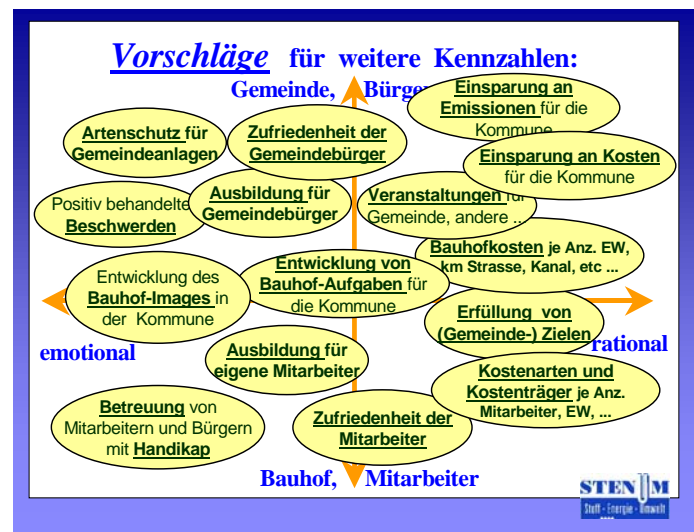 Vorschläge für weitere Kennzahlen:
Gemeinde, Bürger
Einsparung an
Emissionen für die
Kommune
Artenschutz für
Gemeindeanlagen
Zufriedenheit der
Gemeindebürger
Einsparung an Kosten
für die Kommune
Positiv behandelte
Beschwerden
Ausbildung für
Gemeindebürger
Veranstaltungen für
Gemeinde, andere ...
Bauhofkosten je Anz. EW,
km Strasse, Kanal, etc ...
Entwicklung des
Bauhof-Images in
der Kommune
Entwicklung von
Bauhof-Aufgaben für
die Kommune
Erfüllung von
(Gemeinde-) Zielen
emotional
rational
Ausbildung für
eigene Mitarbeiter
Kostenarten und
Kostenträger je Anz.
Mitarbeiter, EW, ...
Betreuung von
Mitarbeitern und Bürgern
mit Handikap
Zufriedenheit der
Mitarbeiter
Bauhof, Mitarbeiter
STENUM
Stoff - Energie - Umwelt